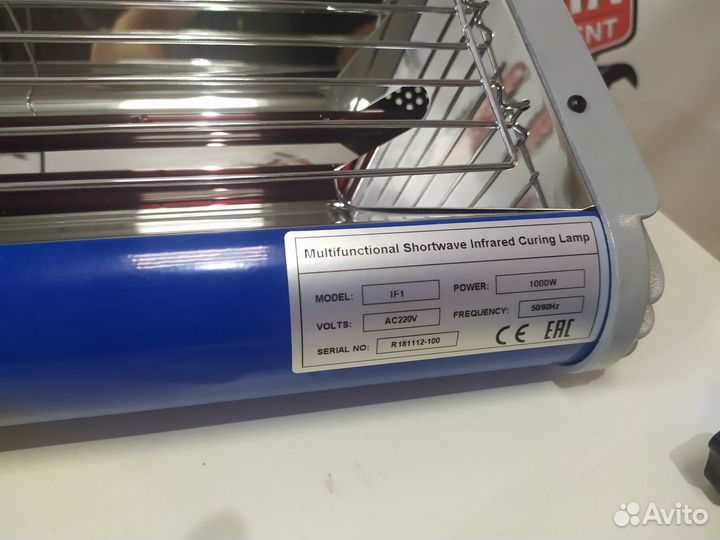 ENT
Multifunctional Shortwave Infrared Curing Lamp
MODEL: IF1 POWER: 1000W
VOLTS: AC220V FREQUENCY: 50/60Hz
SERIAL NO: R181112-100 CE EAC
Avito